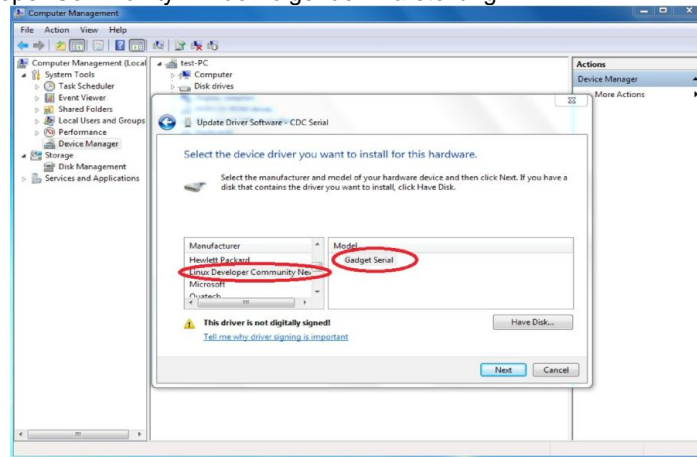 Computer Management
File Action View Help
Computer Management (Local
System Tools
Task Scheduler
Event Viewer
Shared Folders
Local Users and Groups
Performance
Device Manager
Storage
Disk Management
Services and Applications
test-PC
Computer
Disk drives
Actions
Device Manager
More Actions
Update Driver Software - CDC Serial
Select the device driver you want to install for this hardware.
Select the manufacturer and model of your hardware device and then click Next. If you have a
disk that contains the driver you want to install, click Have Disk.
Manufacturer
Hewlett Packard
Linux Developer Community Ne
Microsoft
Quatech
Model
Gadget Serial
This driver is not digitally signed!
Tell me why driver signing is important
Have Disk...
Next Cancel